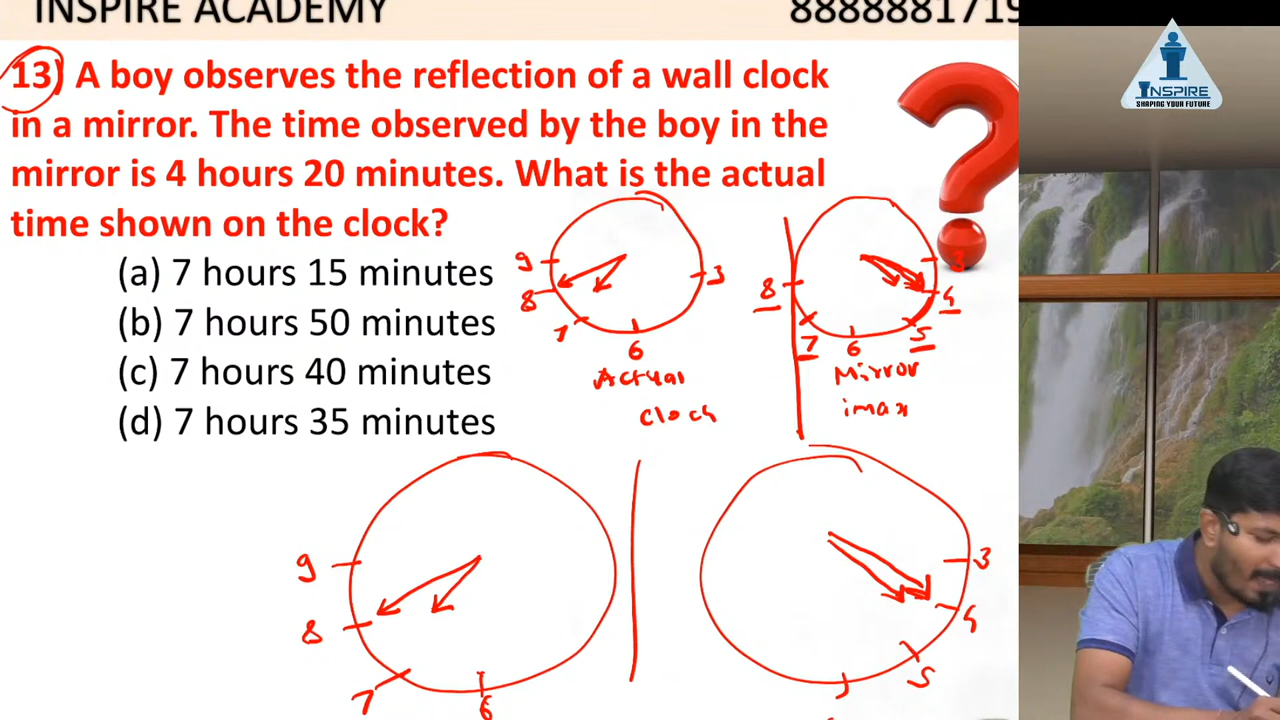 INSPIRE ACADEMY 8888881719
13) A boy observes the reflection of a wall clock
in a mirror. The time observed by the boy in the
mirror is 4 hours 20 minutes. What is the actual
time shown on the clock?
(a) 7 hours 15 minutes
(b) 7 hours 50 minutes
(c) 7 hours 40 minutes
(d) 7 hours 35 minutes
INSPIRE
SHAPING YOUR FUTURE
9 3
8
7
6
Actual
Clock
3
8 4
7 6 5
Mirror
imax
9
8
7
6
3
4
5